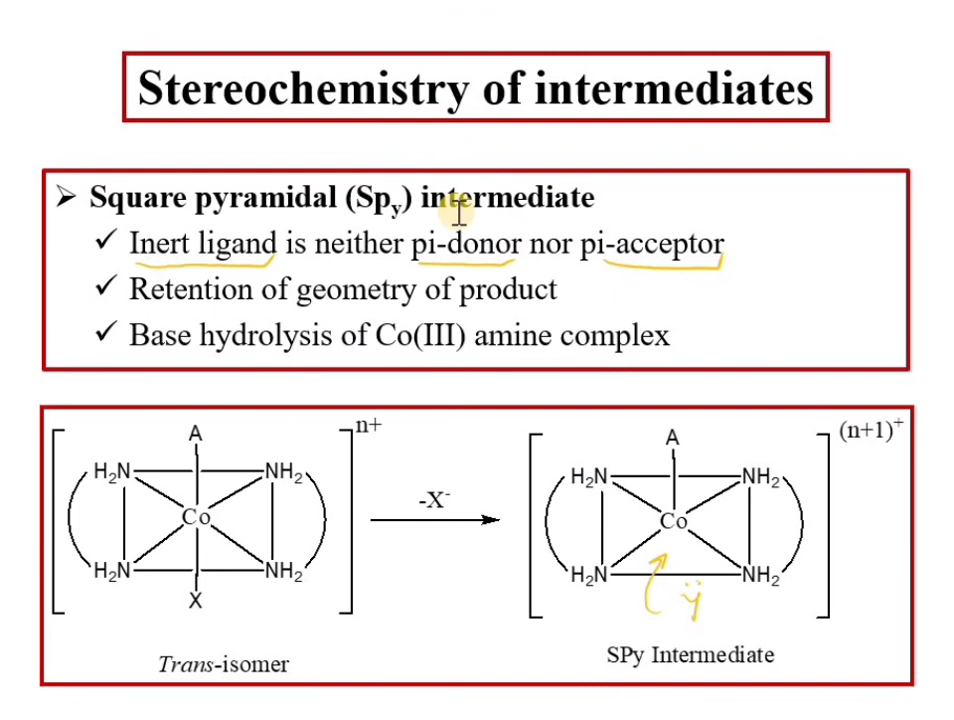 Stereochemistry of intermediates
➢ Square pyramidal (Spy) intermediate
✓ Inert ligand is neither pi-donor nor pi-acceptor
✓ Retention of geometry of product
✓ Base hydrolysis of Co(III) amine complex
A
n+
H2N
NH2
Co
H2N
NH2
X
Trans-isomer
-X-
A
(n+1)+
H2N
NH2
Co
H2N
NH2
SPy Intermediate